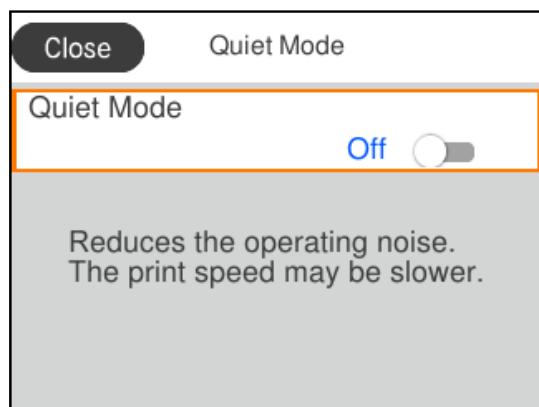 Close Quiet Mode
Quiet Mode
Off
Reduces the operating noise.
The print speed may be slower.